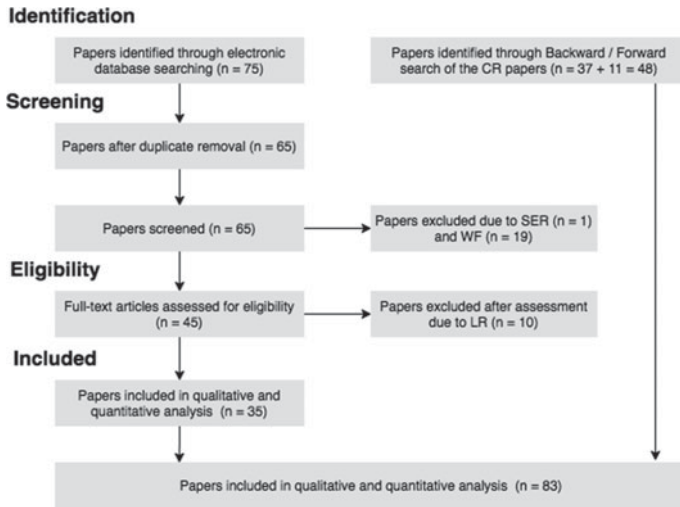 Identification
Papers identified through electronic
database searching (n = 75)
Papers identified through Backward / Forward
search of the CR papers (n = 37 + 11 = 48)
Screening
Papers after duplicate removal (n = 65)
Papers screened (n = 65)
Papers excluded due to SER (n = 1)
and WF (n = 19)
Eligibility
Full-text articles assessed for eligibility
(n = 45)
Papers excluded after assessment
due to LR (n = 10)
Included
Papers included in qualitative and
quantitative analysis (n = 35)
Papers included in qualitative and quantitative analysis (n = 83)